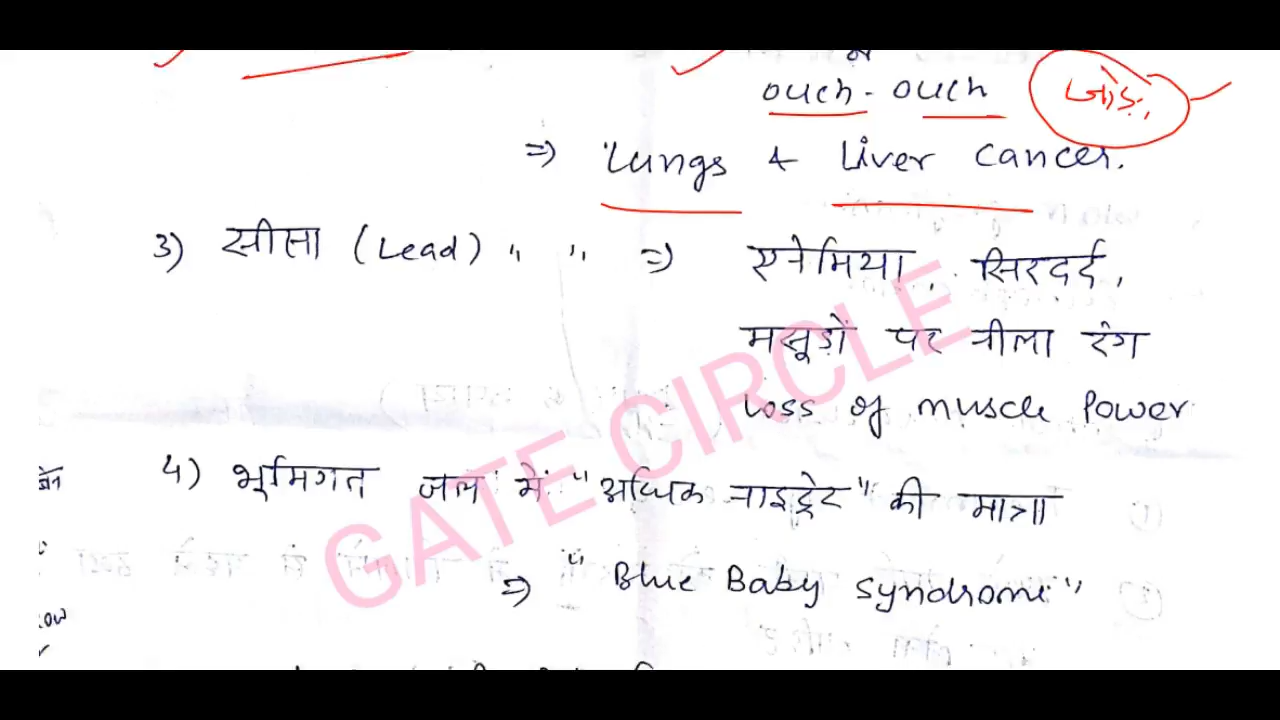 ouch - ouch
जोड़ो
=) Lungs & Liver Cancer.
3) सीसा (Lead) " " =) एनेमिया, सिरदर्द,
मसूड़ों पर नीला रंग
Loss of muscle Power
4) भूमिगत जल में "अधिक नाइट्रेट" की मात्रा
=) "Blue Baby Syndrome"
GATE CIRCLE